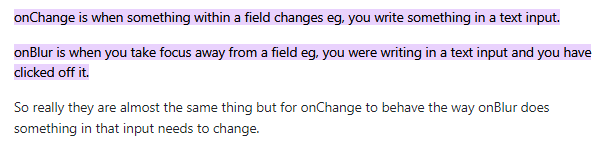 onChange is when something within a field changes eg, you write something in a text input.
onBlur is when you take focus away from a field eg, you were writing in a text input and you have
clicked off it.
So really they are almost the same thing but for onChange to behave the way onBlur does
something in that input needs to change.